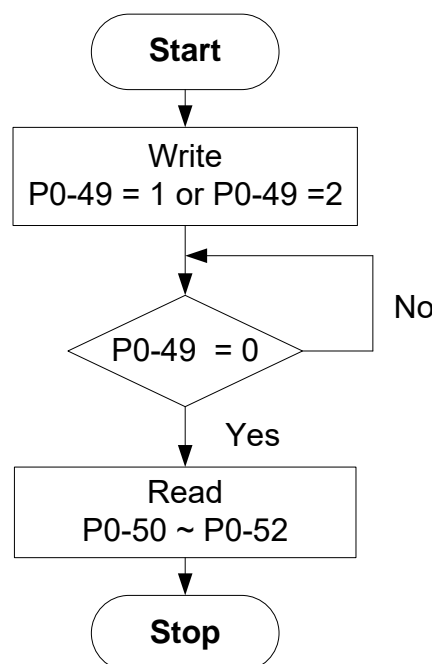 Start
Write
P0-49 = 1 or P0-49 =2
No
P0-49 = 0
Yes
Read
P0-50 ~ P0-52
Stop